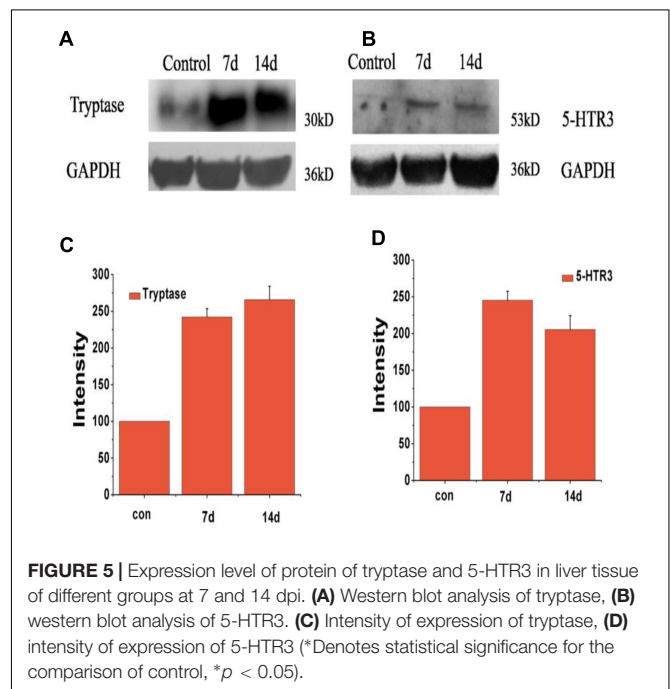 A
B
Control 7d 14d
Control 7d 14d
Tryptase
30kD
53kD
5-HTR3
GAPDH
36kD
36kD
GAPDH
C
D
300
250
200
150
100
50
0
Intensity
Tryptase
con 7d 14d
300
250
200
150
100
50
0
Intensity
5-HTR3
con 7d 14d
FIGURE 5 | Expression level of protein of tryptase and 5-HTR3 in liver tissue
of different groups at 7 and 14 dpi. (A) Western blot analysis of tryptase, (B)
western blot analysis of 5-HTR3. (C) Intensity of expression of tryptase, (D)
intensity of expression of 5-HTR3 (*Denotes statistical significance for the
comparison of control, *p < 0.05).